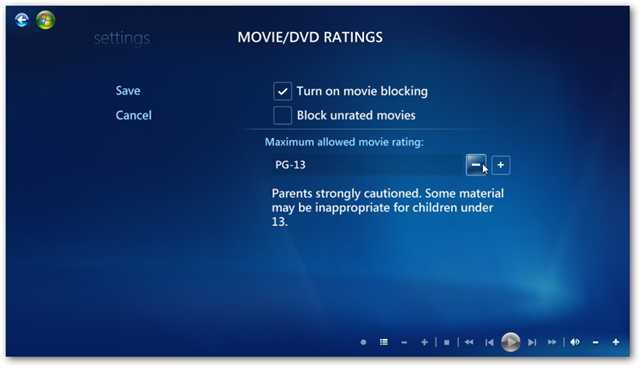 settings
MOVIE/DVD RATINGS
Save
Turn on movie blocking
Cancel
Block unrated movies
Maximum allowed movie rating:
PG-13
Parents strongly cautioned. Some material
may be inappropriate for children under
13.